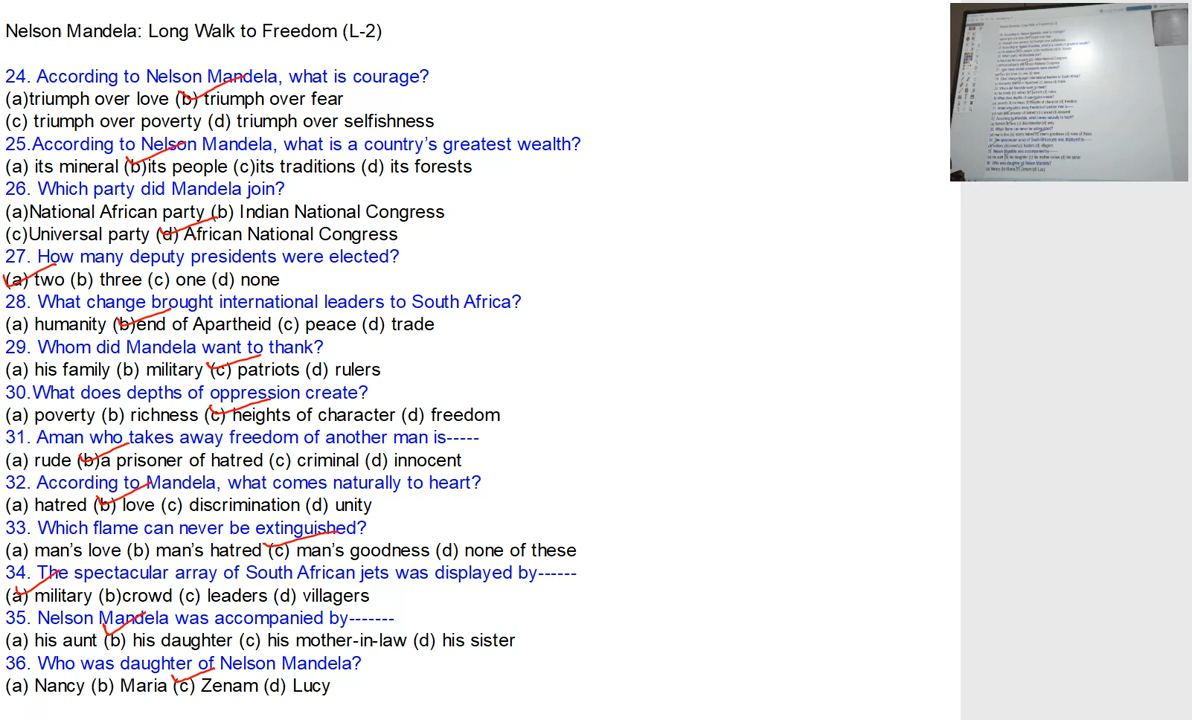 Nelson Mandela: Long Walk to Freedom (L-2)
24. According to Nelson Mandela, what is courage?
(a)triumph over love (b) triumph over fear
(c) triumph over poverty (d) triumph over selfishness
25.According to Nelson Mandela, what is a country's greatest wealth?
(a) its mineral (b)its people (c)its traditions (d) its forests
26. Which party did Mandela join?
(a)National African party (b) Indian National Congress
(c)Universal party (d) African National Congress
27. How many deputy presidents were elected?
(a) two (b) three (c) one (d) none
28. What change brought international leaders to South Africa?
(a) humanity (b)end of Apartheid (c) peace (d) trade
29. Whom did Mandela want to thank?
(a) his family (b) military (c) patriots (d) rulers
30.What does depths of oppression create?
(a) poverty (b) richness (c) heights of character (d) freedom
31. Aman who takes away freedom of another man is-----
(a) rude (b)a prisoner of hatred (c) criminal (d) innocent
32. According to Mandela, what comes naturally to heart?
(a) hatred (b) love (c) discrimination (d) unity
33. Which flame can never be extinguished?
(a) man's love (b) man's hatred (c) man's goodness (d) none of these
34. The spectacular array of South African jets was displayed by------
(a) military (b)crowd (c) leaders (d) villagers
35. Nelson Mandela was accompanied by-------
(a) his aunt (b) his daughter (c) his mother-in-law (d) his sister
36. Who was daughter of Nelson Mandela?
(a) Nancy (b) Maria (c) Zenam (d) Lucy